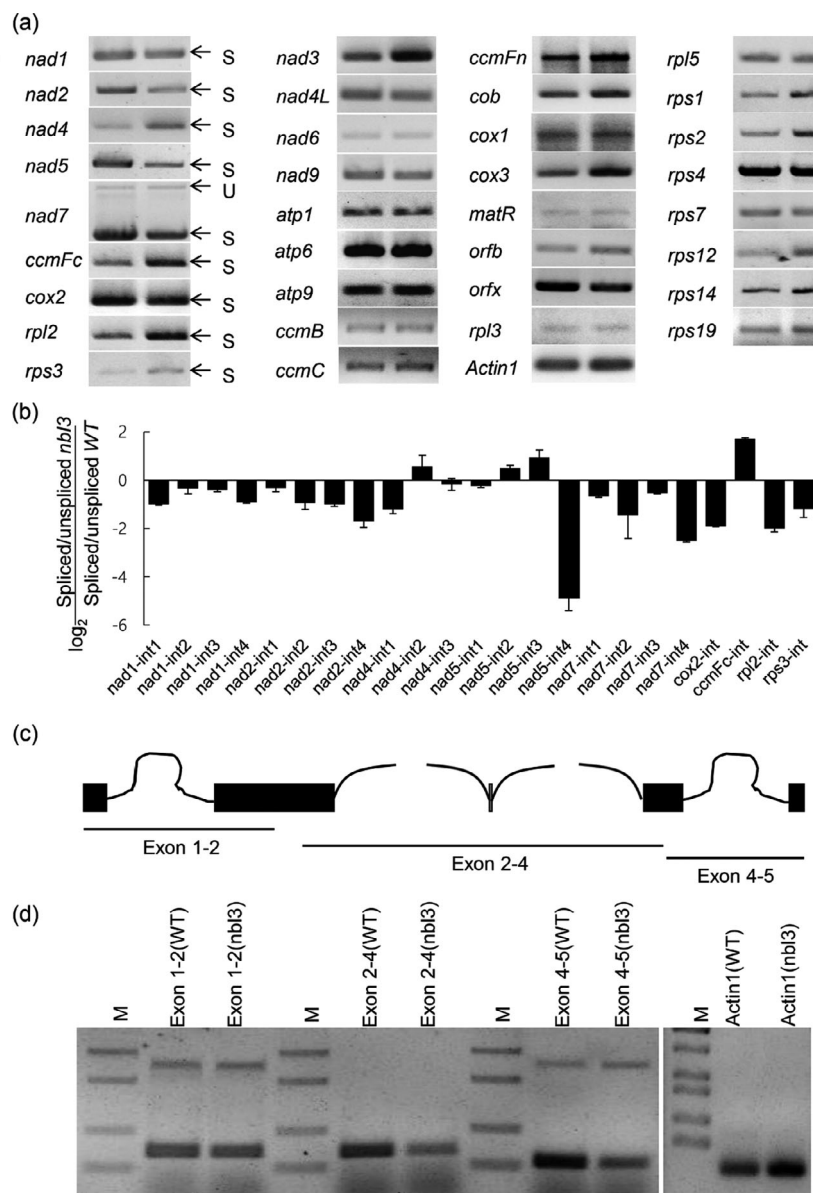 (a)
nad1
S
nad2
S
nad4
S
nad5
S
U
nad7
S
ccmFc
S
cox2
S
rpl2
S
rps3
S
nad3
nad4L
nad6
nad9
atp1
atp6
atp9
ccmB
ccmC
ccmFn
cob
cox1
cox3
matR
orfb
orfx
rpl3
Actin1
rpl5
rps1
rps2
rps4
rps7
rps12
rps14
rps19
(b)
log2 Spliced/unspliced nbl3
Spliced/unspliced WT
2
0
-2
-4
-6
nad1-int1
nad1-int2
nad1-int3
nad1-int4
nad2-int1
nad2-int2
nad2-int3
nad2-int4
nad4-int1
nad4-int2
nad4-int3
nad5-int1
nad5-int2
nad5-int3
nad5-int4
nad7-int1
nad7-int2
nad7-int3
nad7-int4
cox2-int
ccmFc-int
rpl2-int
rps3-int
(c)
Exon 1-2
Exon 2-4
Exon 4-5
(d)
M
Exon 1-2(WT)
Exon 1-2(nbl3)
M
Exon 2-4(WT)
Exon 2-4(nbl3)
M
Exon 4-5(WT)
Exon 4-5(nbl3)
M
Actin1(WT)
Actin1(nbl3)